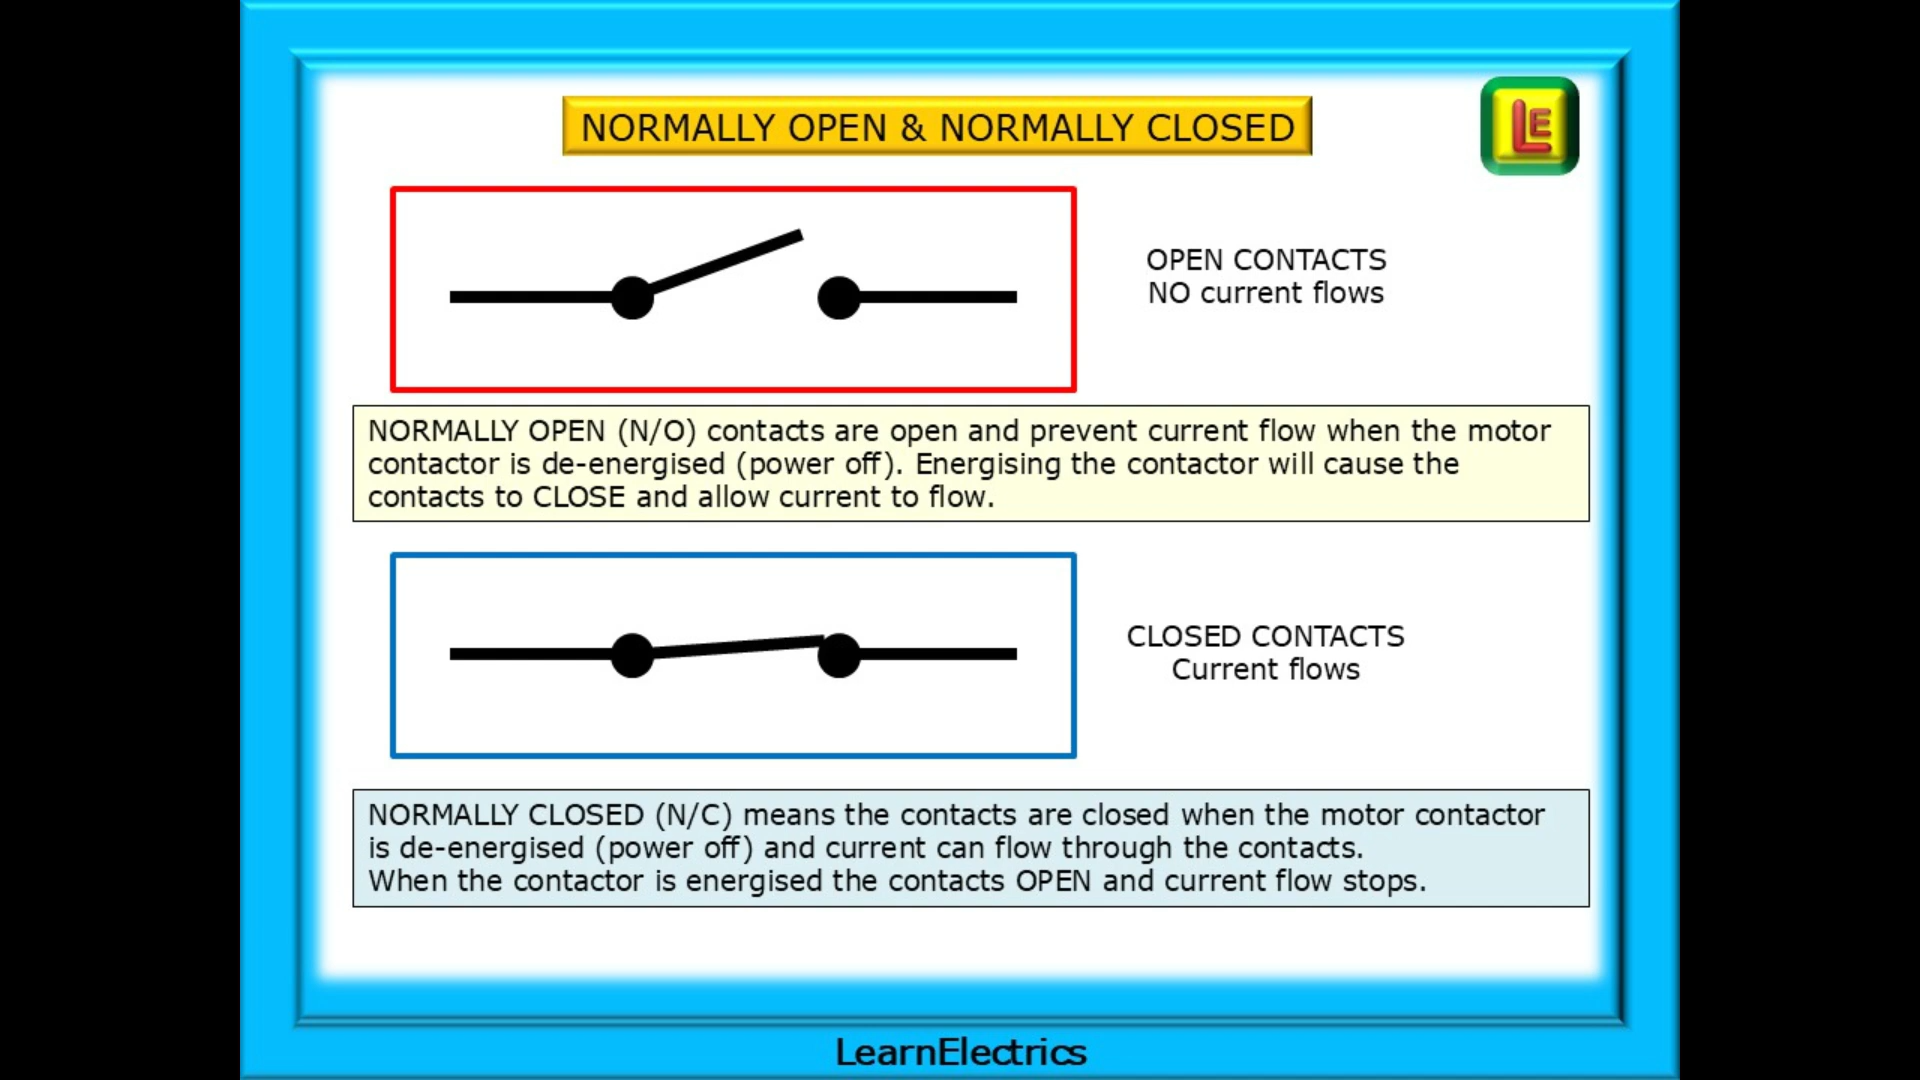 NORMALLY OPEN & NORMALLY CLOSED
LE
OPEN CONTACTS
NO current flows
NORMALLY OPEN (N/O) contacts are open and prevent current flow when the motor
contactor is de-energised (power off). Energising the contactor will cause the
contacts to CLOSE and allow current to flow.
CLOSED CONTACTS
Current flows
NORMALLY CLOSED (N/C) means the contacts are closed when the motor contactor
is de-energised (power off) and current can flow through the contacts.
When the contactor is energised the contacts OPEN and current flow stops.
LearnElectrics